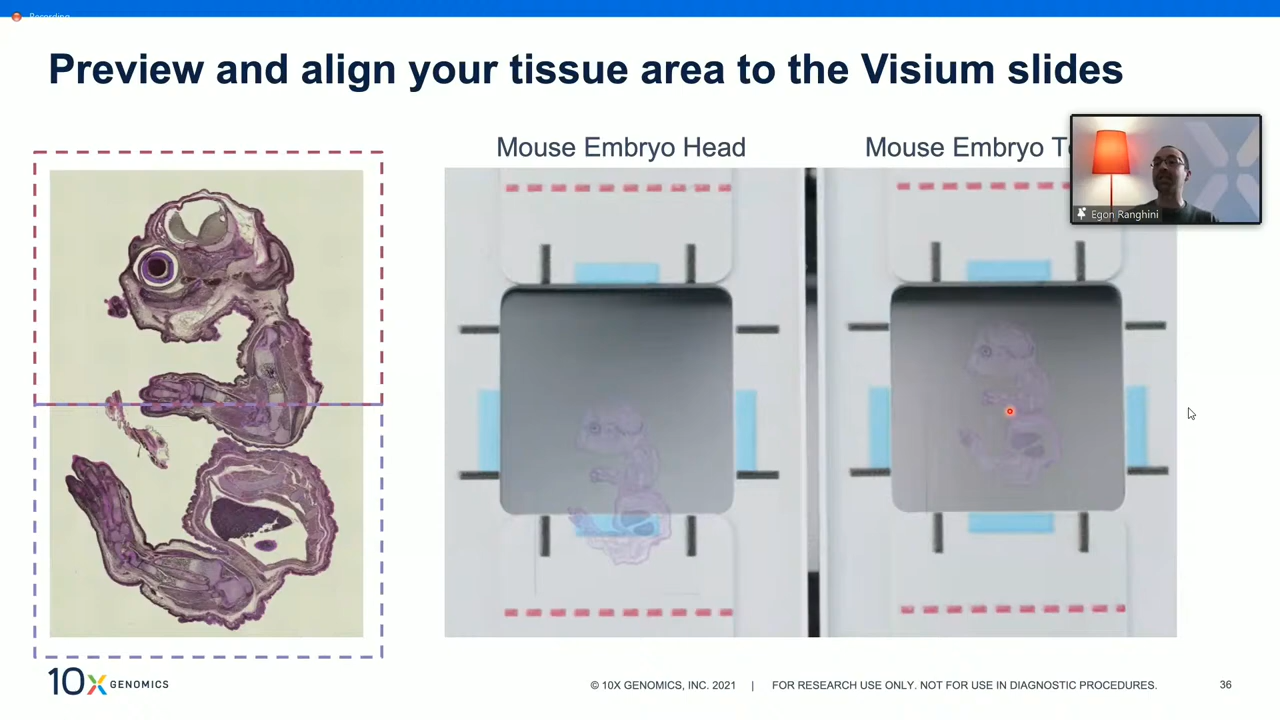 Recording
Preview and align your tissue area to the Visium slides
Mouse Embryo Head
Mouse Embryo
Egon Ranghini
10x GENOMICS
© 10X GENOMICS, INC. 2021 | FOR RESEARCH USE ONLY. NOT FOR USE IN DIAGNOSTIC PROCEDURES.
36